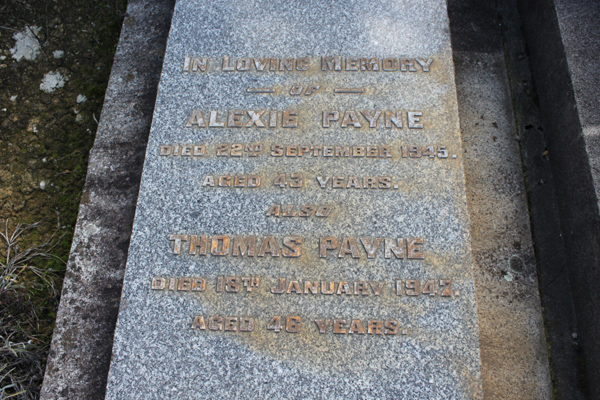 IN LOVING MEMORY
— OF —
ALEXIE PAYNE
DIED 22ND SEPTEMBER 1945.
AGED 43 YEARS.
ALSO
THOMAS PAYNE
DIED 18TH JANUARY 1947.
AGED 46 YEARS.